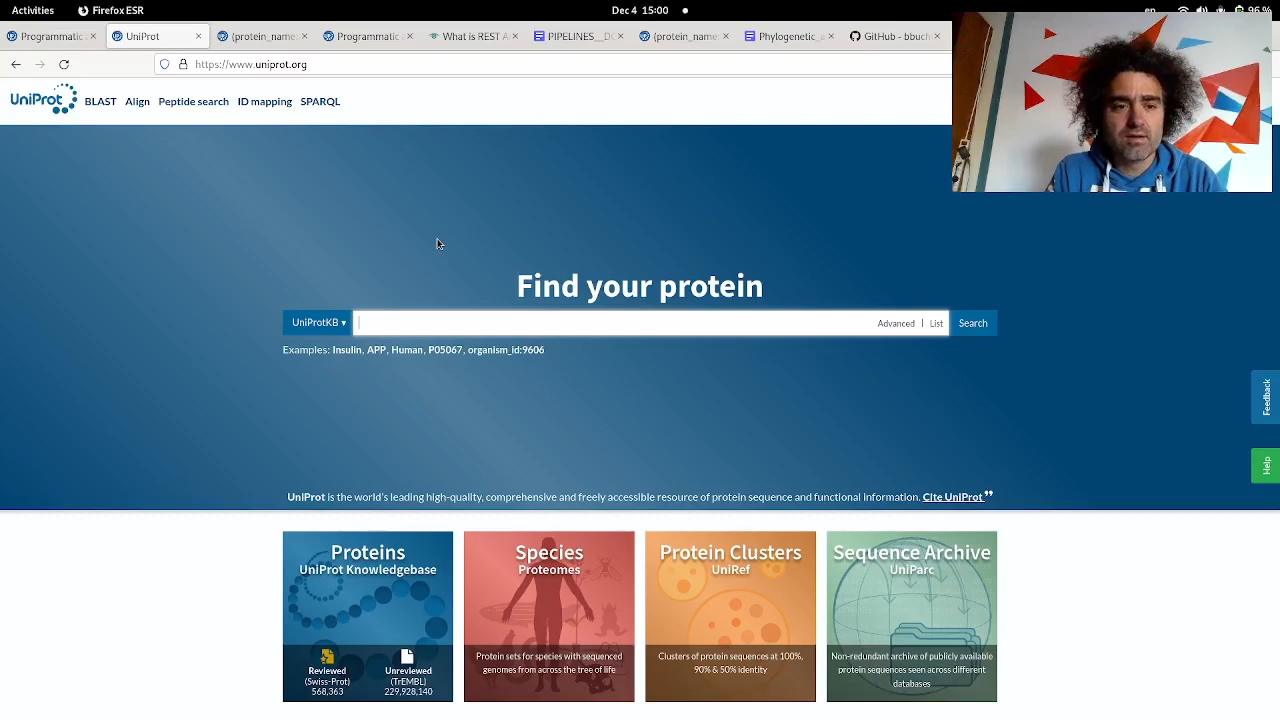 Activities Firefox ESR Dec 4 15:00 en 96 %
Programmatic UniProt (protein_name: Programmatic What is REST A PIPELINES__DO (protein_name: Phylogenetic_a GitHub - bbuch
https://www.uniprot.org
UniProt BLAST Align Peptide search ID mapping SPARQL
Find your protein
UniProtKB Advanced | List Search
Examples: Insulin, APP, Human, P05067, organism_id:9606
Feedback
Help
UniProt is the world's leading high-quality, comprehensive and freely accessible resource of protein sequence and functional information. Cite UniProt
Proteins
UniProt Knowledgebase
Reviewed
(Swiss-Prot)
568,363
Unreviewed
(TrEMBL)
229,928,140
Species
Proteomes
Protein sets for species with sequenced
genomes from across the tree of life
Protein Clusters
UniRef
Clusters of protein sequences at 100%,
90% & 50% identity
Sequence Archive
UniParc
Non-redundant archive of publicly available
protein sequences seen across different
databases